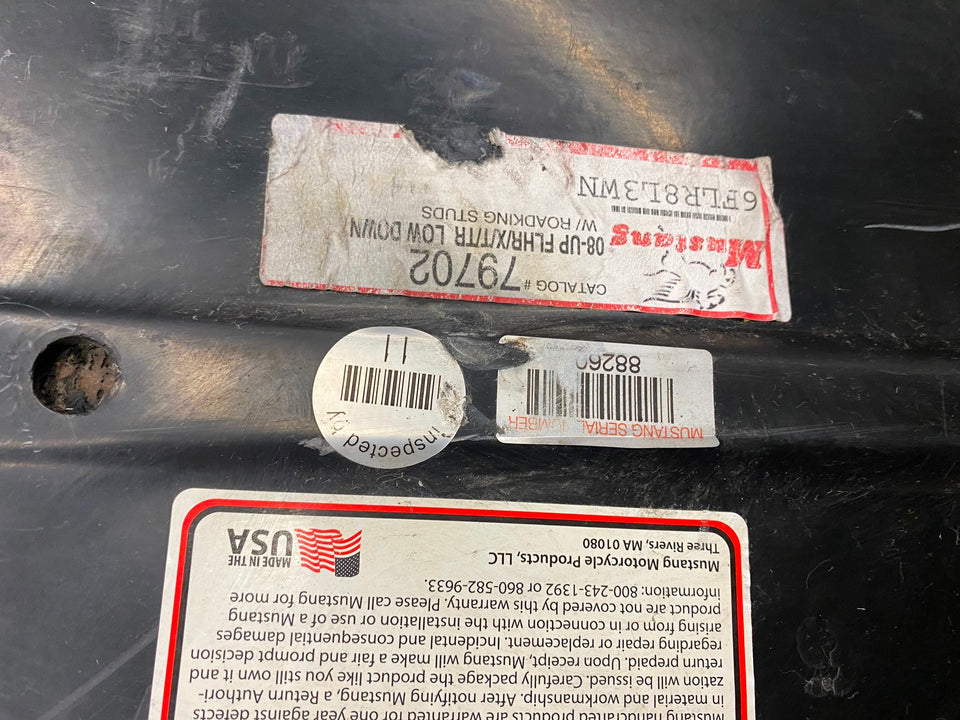 Mustang handcrafted products are warranted for one year against defects
in material and workmanship. After notifying Mustang, a Return Authori-
zation will be issued. Carefully package the product like you still own it and
return prepaid. Upon receipt, Mustang will make a fair and prompt decision
regarding repair or replacement. Incidental and consequential damages
arising from or in connection with the installation or use of a Mustang
product are not covered by this warranty. Please call Mustang for more
information: 800-243-1392 or 860-582-9633.
Mustang Motorcycle Products, LLC
Three Rivers, MA 01080
MADE IN THE
USA
MUSTANG SERIAL
88260
inspected by
11
CATALOG # 79702
Mustang
08-UP FLHR/X/T/TR LOW DOWN
W/ ROADKING STUDS
6FLR8L3WN